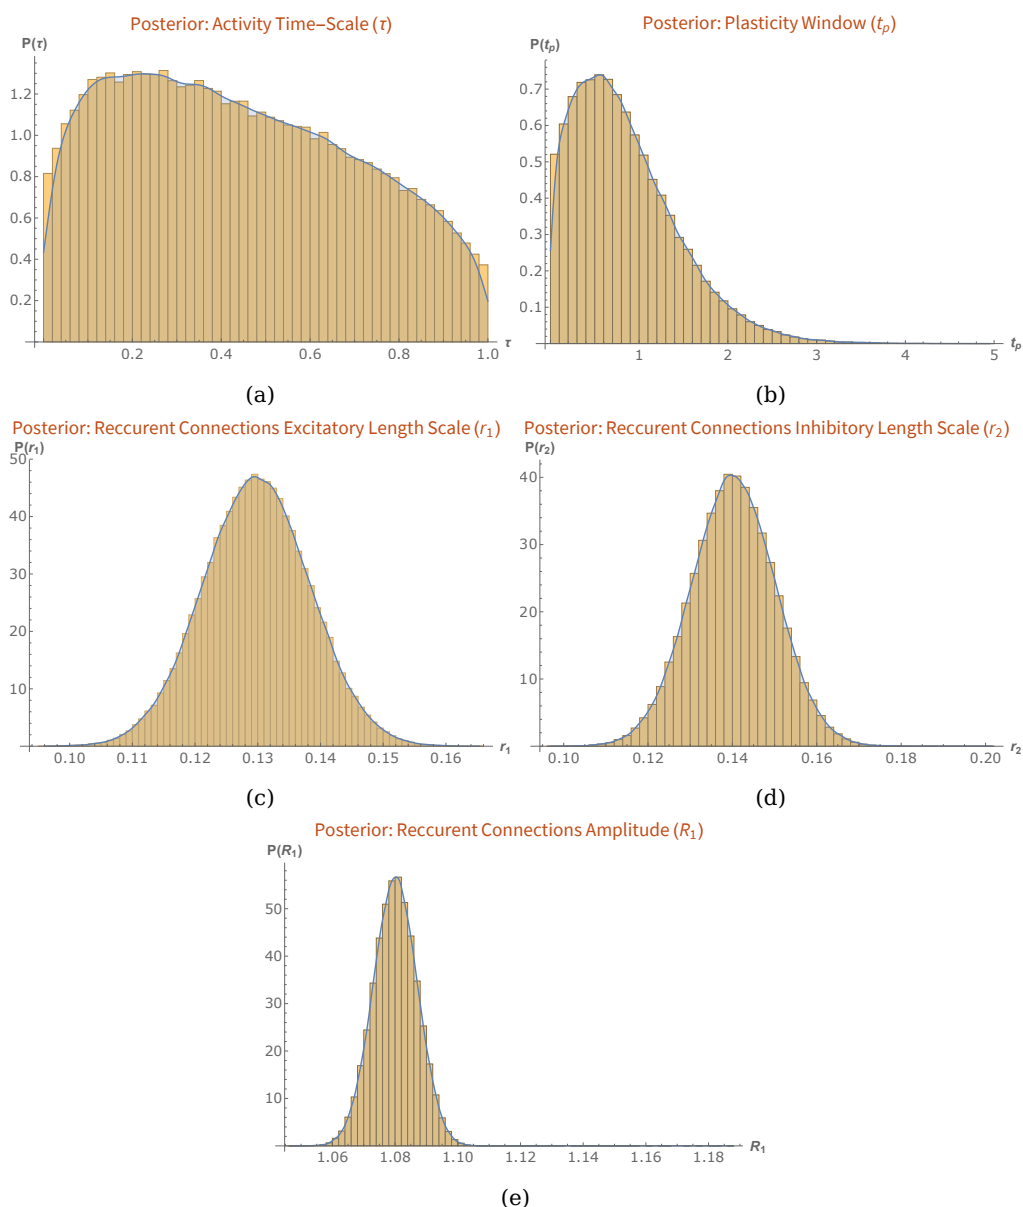 Posterior: Activity Time–Scale (τ)
P(τ)
1.2
1.0
0.8
0.6
0.4
0.2
0.2 0.4 0.6 0.8 1.0 τ
(a)
Posterior: Plasticity Window (tₚ)
P(tₚ)
0.7
0.6
0.5
0.4
0.3
0.2
0.1
1 2 3 4 5 tₚ
(b)
Posterior: Reccurent Connections Excitatory Length Scale (r₁)
P(r₁)
50
40
30
20
10
0.10 0.11 0.12 0.13 0.14 0.15 0.16 r₁
(c)
Posterior: Reccurent Connections Inhibitory Length Scale (r₂)
P(r₂)
40
30
20
10
0.12 0.14 0.16 0.18 0.20 r₂
(d)
Posterior: Reccurent Connections Amplitude (R₁)
P(R₁)
50
40
30
20
10
1.06 1.08 1.10 1.12 1.14 1.16 1.18 R₁
(e)